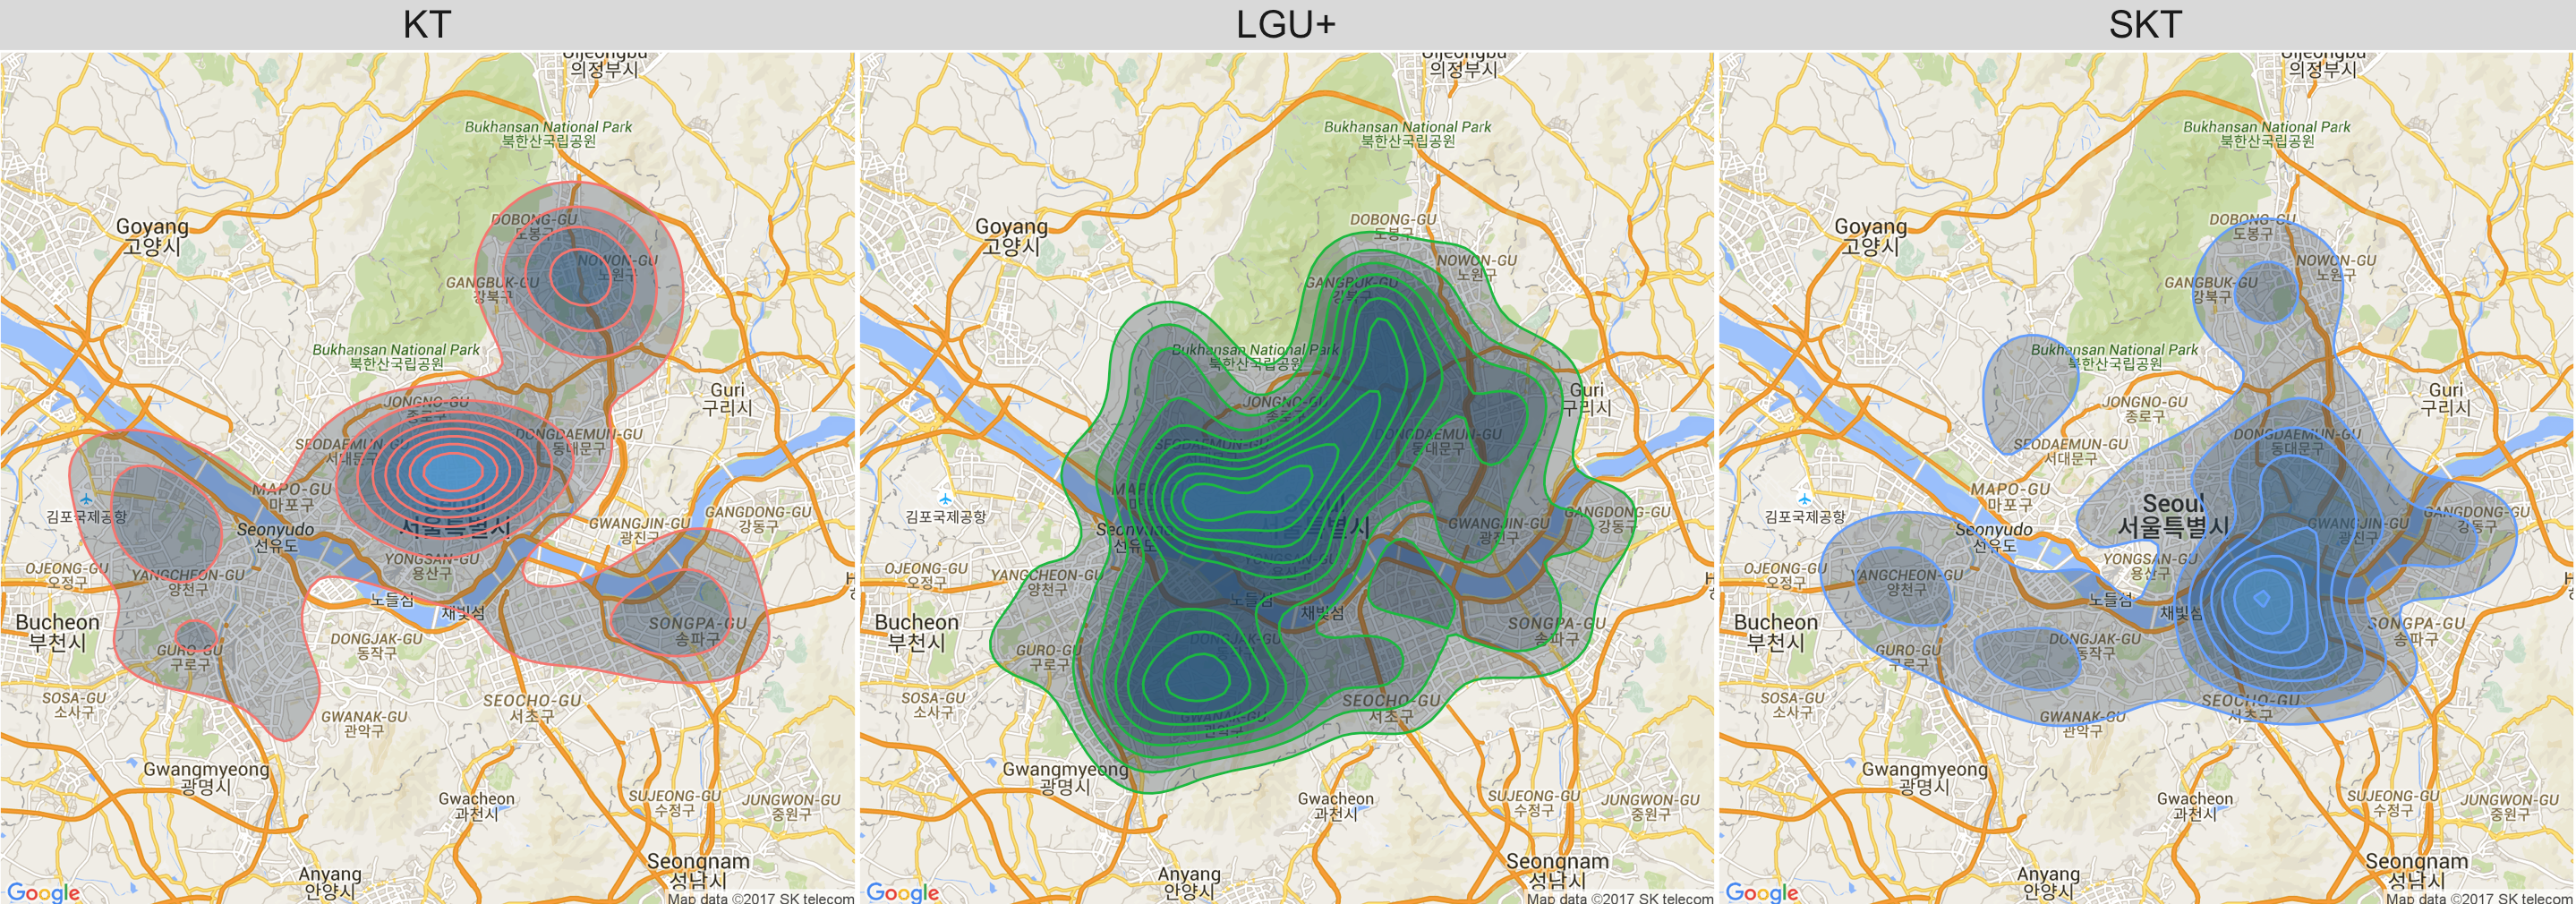 KT
Uijeongbu
의정부시
Bukhansan National Park
북한산국립공원
Goyang
고양시
DOBONG-GU
도봉구
NOWON-GU
노원구
GANGBUK-GU
강북구
Bukhansan National Park
북한산국립공원
Guri
구리시
JONGNO-GU
종로구
SEODAEMUN-GU
서대문구
DONGDAEMUN-GU
동대문구
MAPO-GU
마포구
김포국제공항
Seonyudo
선유도
서울특별시
GWANGJIN-GU
광진구
GANGDONG-GU
강동구
YONGSAN-GU
용산구
OJEONG-GU
오정구
YANGCHEON-GU
양천구
노들섬
채빛섬
Bucheon
부천시
GURO-GU
구로구
DONGJAK-GU
동작구
SONGPA-GU
송파구
SOSA-GU
소사구
SEOCHO-GU
서초구
GWANAK-GU
관악구
Gwangmyeong
광명시
Gwacheon
과천시
SUJEONG-GU
수정구
JUNGWON-GU
중원구
Anyang
안양시
Seongnam
성남시
Google
Map data ©2017 SK telecom
LGU+
Uijeongbu
의정부시
Bukhansan National Park
북한산국립공원
Goyang
고양시
DOBONG-GU
도봉구
NOWON-GU
노원구
GANGBUK-GU
강북구
Bukhansan National Park
북한산국립공원
Guri
구리시
JONGNO-GU
종로구
SEODAEMUN-GU
DONGDAEMUN-GU
동대문구
김포국제공항
선유도
서울특별시
GWANGJIN-GU
광진구
GANGDONG-GU
강동구
YONGSAN-GU
용산구
OJEONG-GU
오정구
YANGCHEON-GU
양천구
노들섬
채빛섬
Bucheon
부천시
GURO-GU
구로구
DONGJAK-GU
SONGPA-GU
송파구
SOSA-GU
소사구
SEOCHO-GU
서초구
GWANAK-GU
관악구
Gwangmyeong
광명시
Gwacheon
과천시
SUJEONG-GU
수정구
JUNGWON-GU
중원구
Anyang
안양시
Seongnam
성남시
Google
Map data ©2017 SK telecom
SKT
Uijeongbu
의정부시
Bukhansan National Park
북한산국립공원
Goyang
고양시
DOBONG-GU
도봉구
NOWON-GU
노원구
GANGBUK-GU
강북구
Bukhansan National Park
북한산국립공원
Guri
구리시
JONGNO-GU
종로구
SEODAEMUN-GU
서대문구
DONGDAEMUN-GU
동대문구
MAPO-GU
마포구
김포국제공항
Seonyudo
선유도
Seoul
서울특별시
GWANGJIN-GU
광진구
GANGDONG-GU
강동구
YONGSAN-GU
용산구
OJEONG-GU
오정구
YANGCHEON-GU
양천구
노들섬
채빛섬
Bucheon
부천시
GURO-GU
구로구
DONGJAK-GU
동작구
SONGPA-GU
송파구
SOSA-GU
소사구
SEOCHO-GU
서초구
GWANAK-GU
관악구
Gwangmyeong
광명시
Gwacheon
과천시
SUJEONG-GU
수정구
JUNGWON-GU
중원구
Anyang
안양시
Seongnam
성남시
Google
Map data ©2017 SK telecom